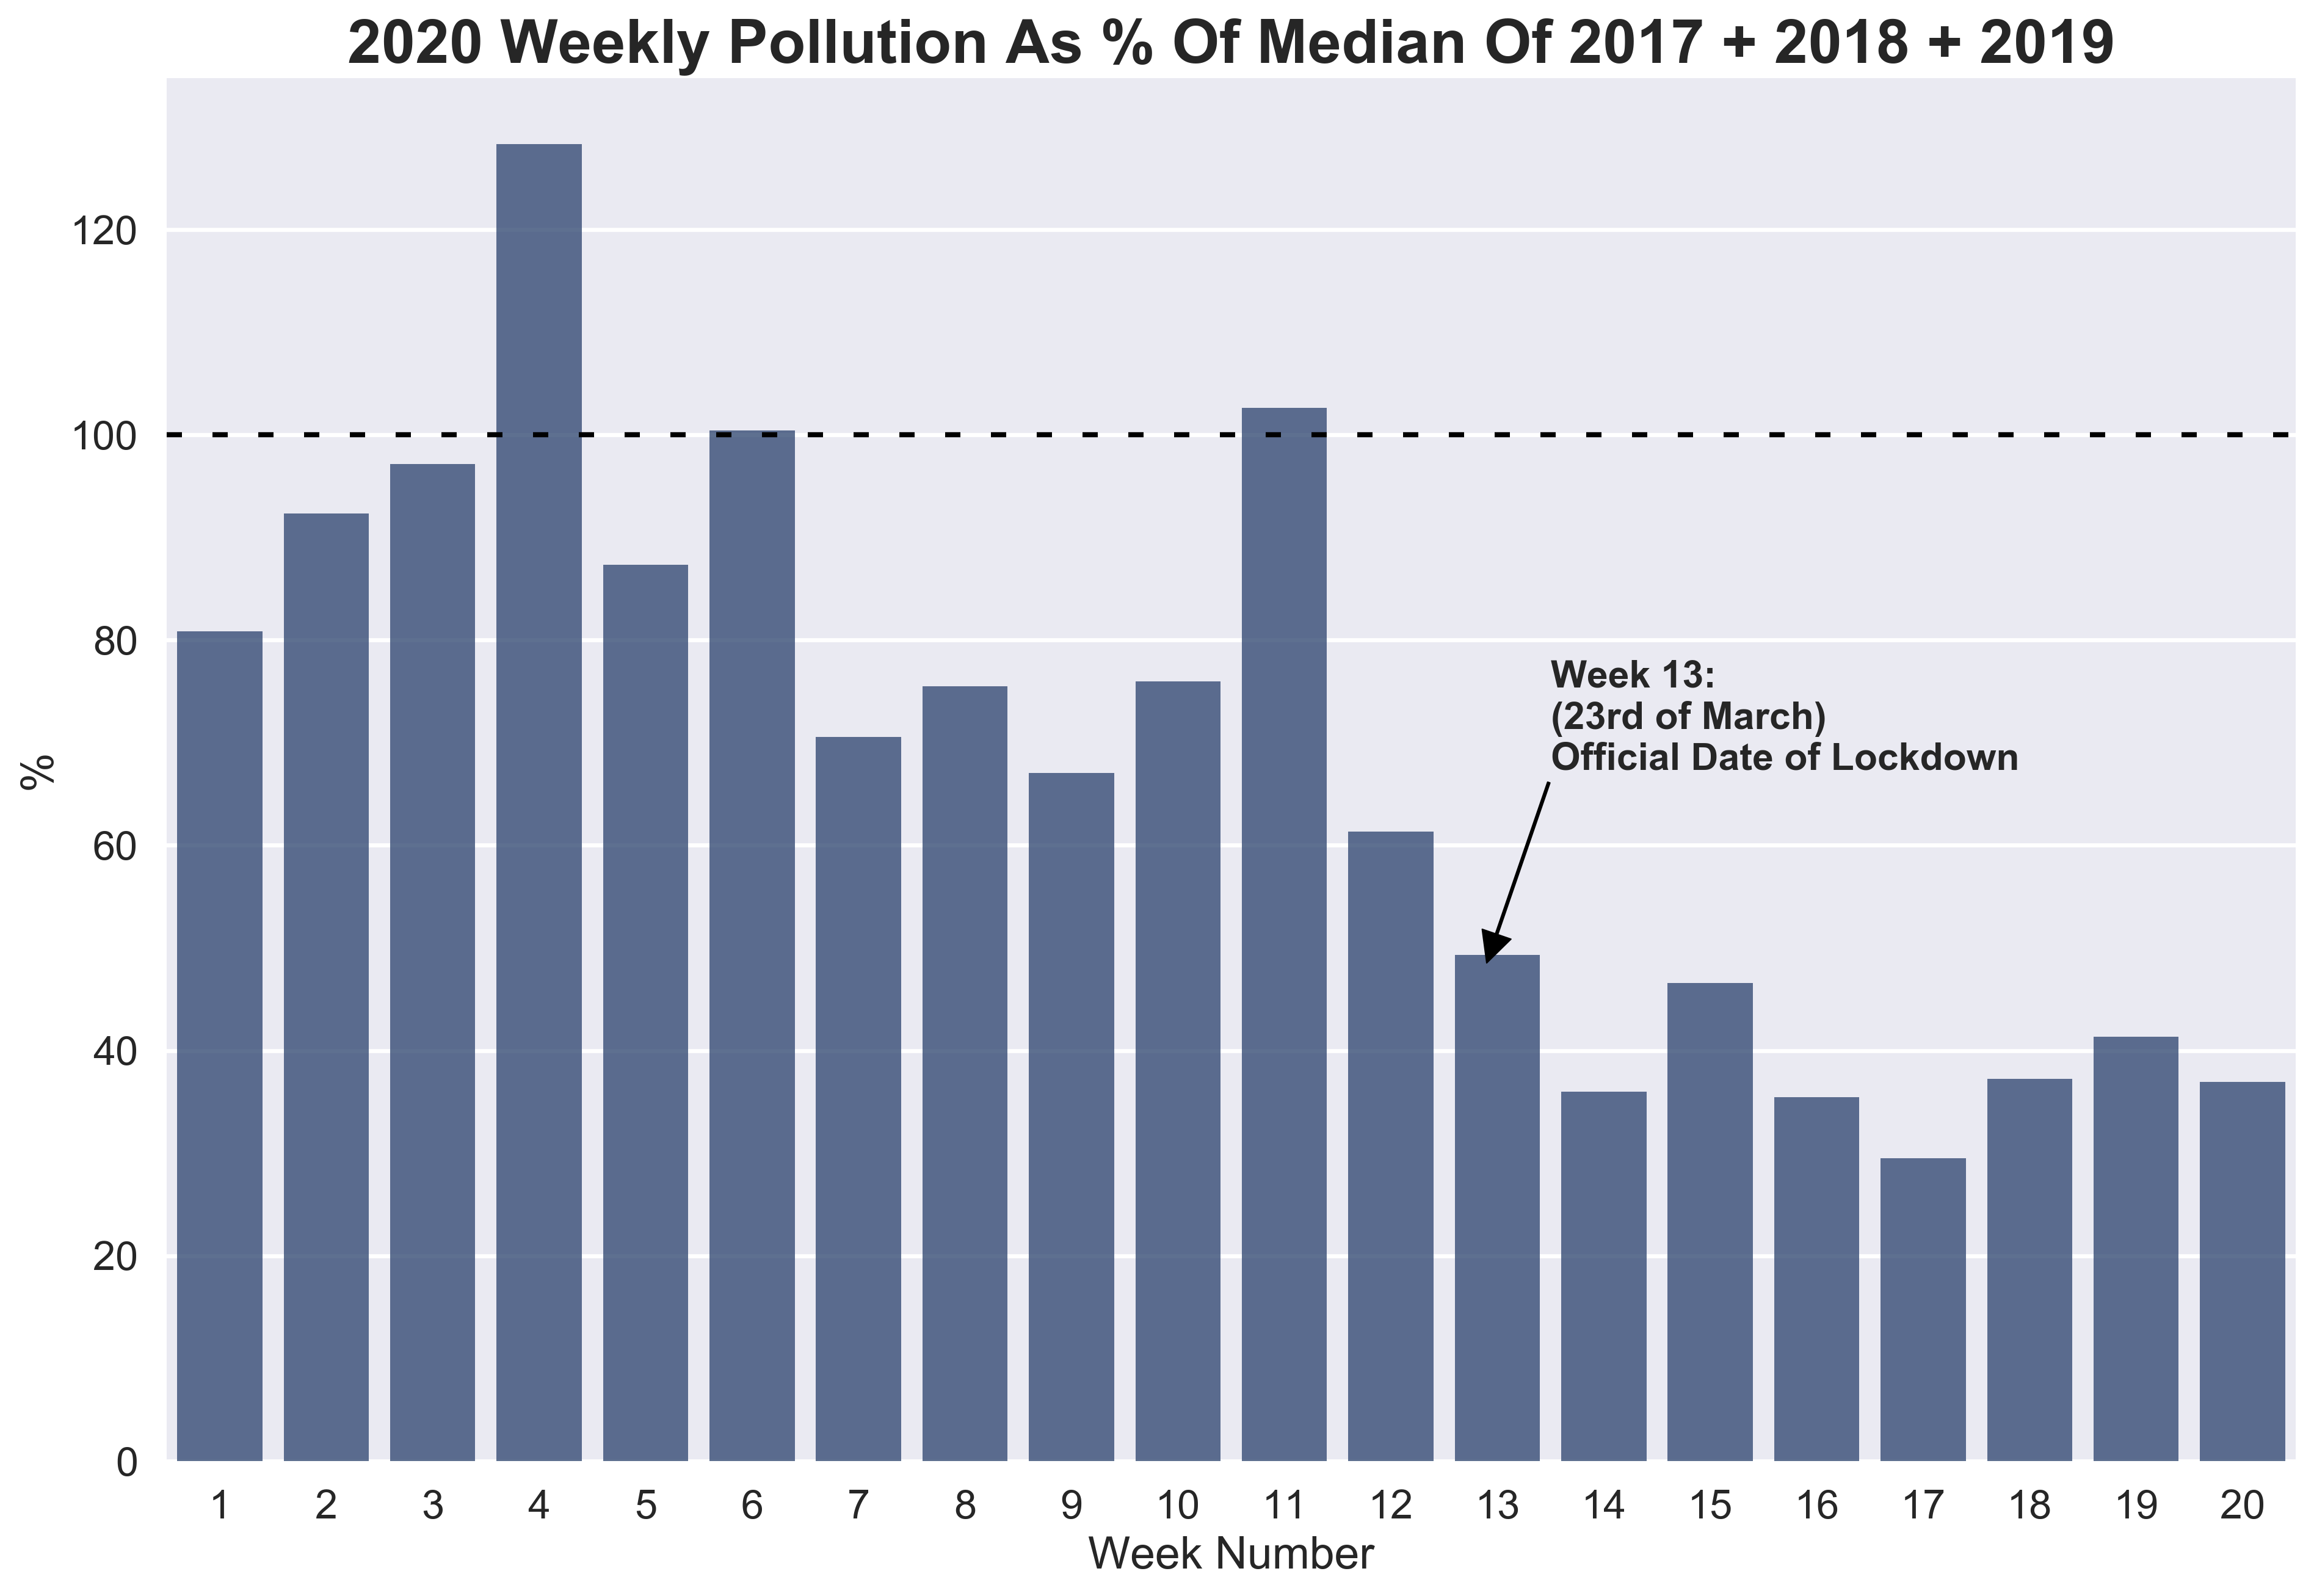 2020 Weekly Pollution As % Of Median Of 2017 + 2018 + 2019
120
100
80
60
40
20
0
%
Week 13:
(23rd of March)
Official Date of Lockdown
1 2 3 4 5 6 7 8 9 10 11 12 13 14 15 16 17 18 19 20
Week Number